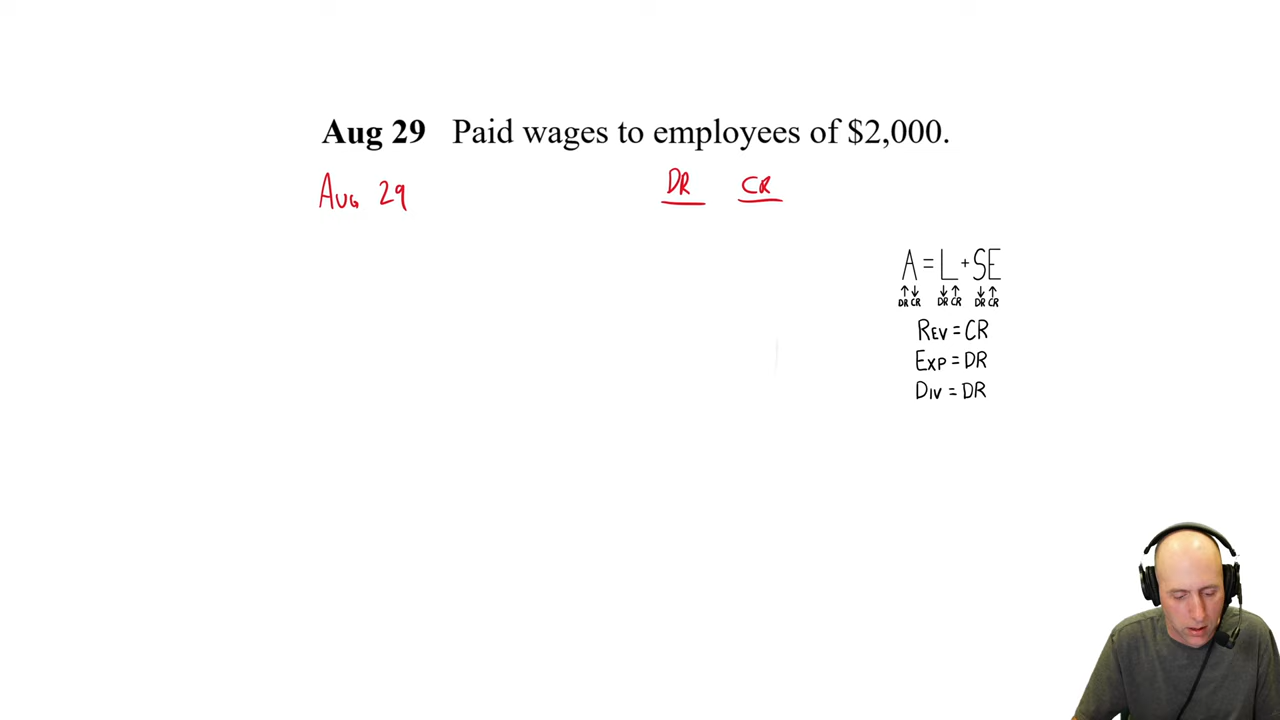 Aug 29 Paid wages to employees of $2,000.
Aug 29 DR CR
A = L + SE
↑ ↓ ↓ ↑ ↓ ↑
DR CR DR CR DR CR
REV = CR
EXP = DR
DIV = DR